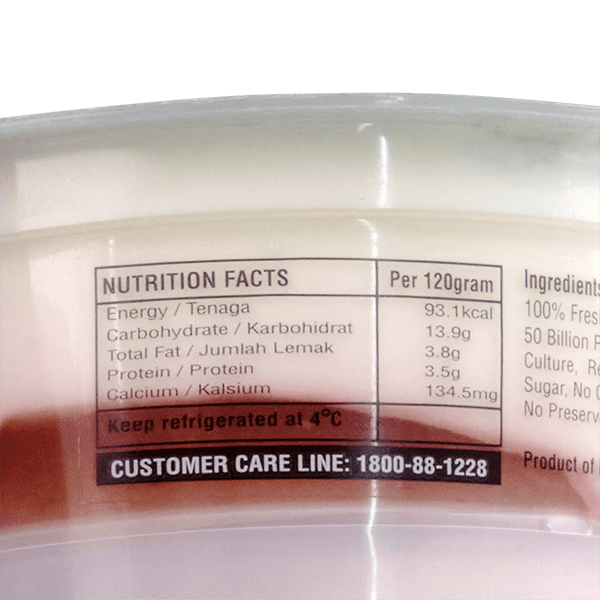 NUTRITION FACTS Per 120gram
Energy / Tenaga 93.1kcal
Carbohydrate / Karbohidrat 13.9g
Total Fat / Jumlah Lemak 3.8g
Protein / Protein 3.5g
Calcium / Kalsium 134.5mg
Keep refrigerated at 4°C
CUSTOMER CARE LINE: 1800-88-1228
Ingredients
100% Fres
50 Billion
Culture,
Sugar, No
No Preserv
Product of